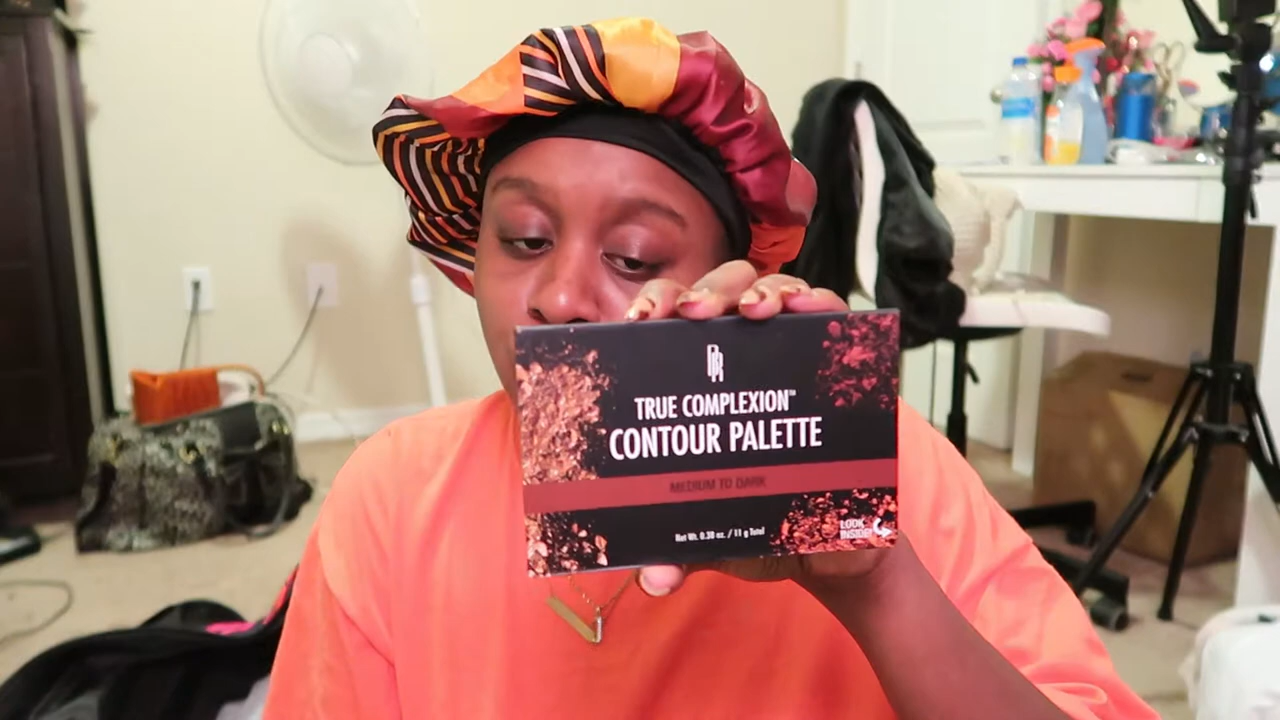 TRUE COMPLEXION™
CONTOUR PALETTE
MEDIUM TO DARK
Net Wt. 0.38 oz. / 11 g Total
LOOK
INSIDE!